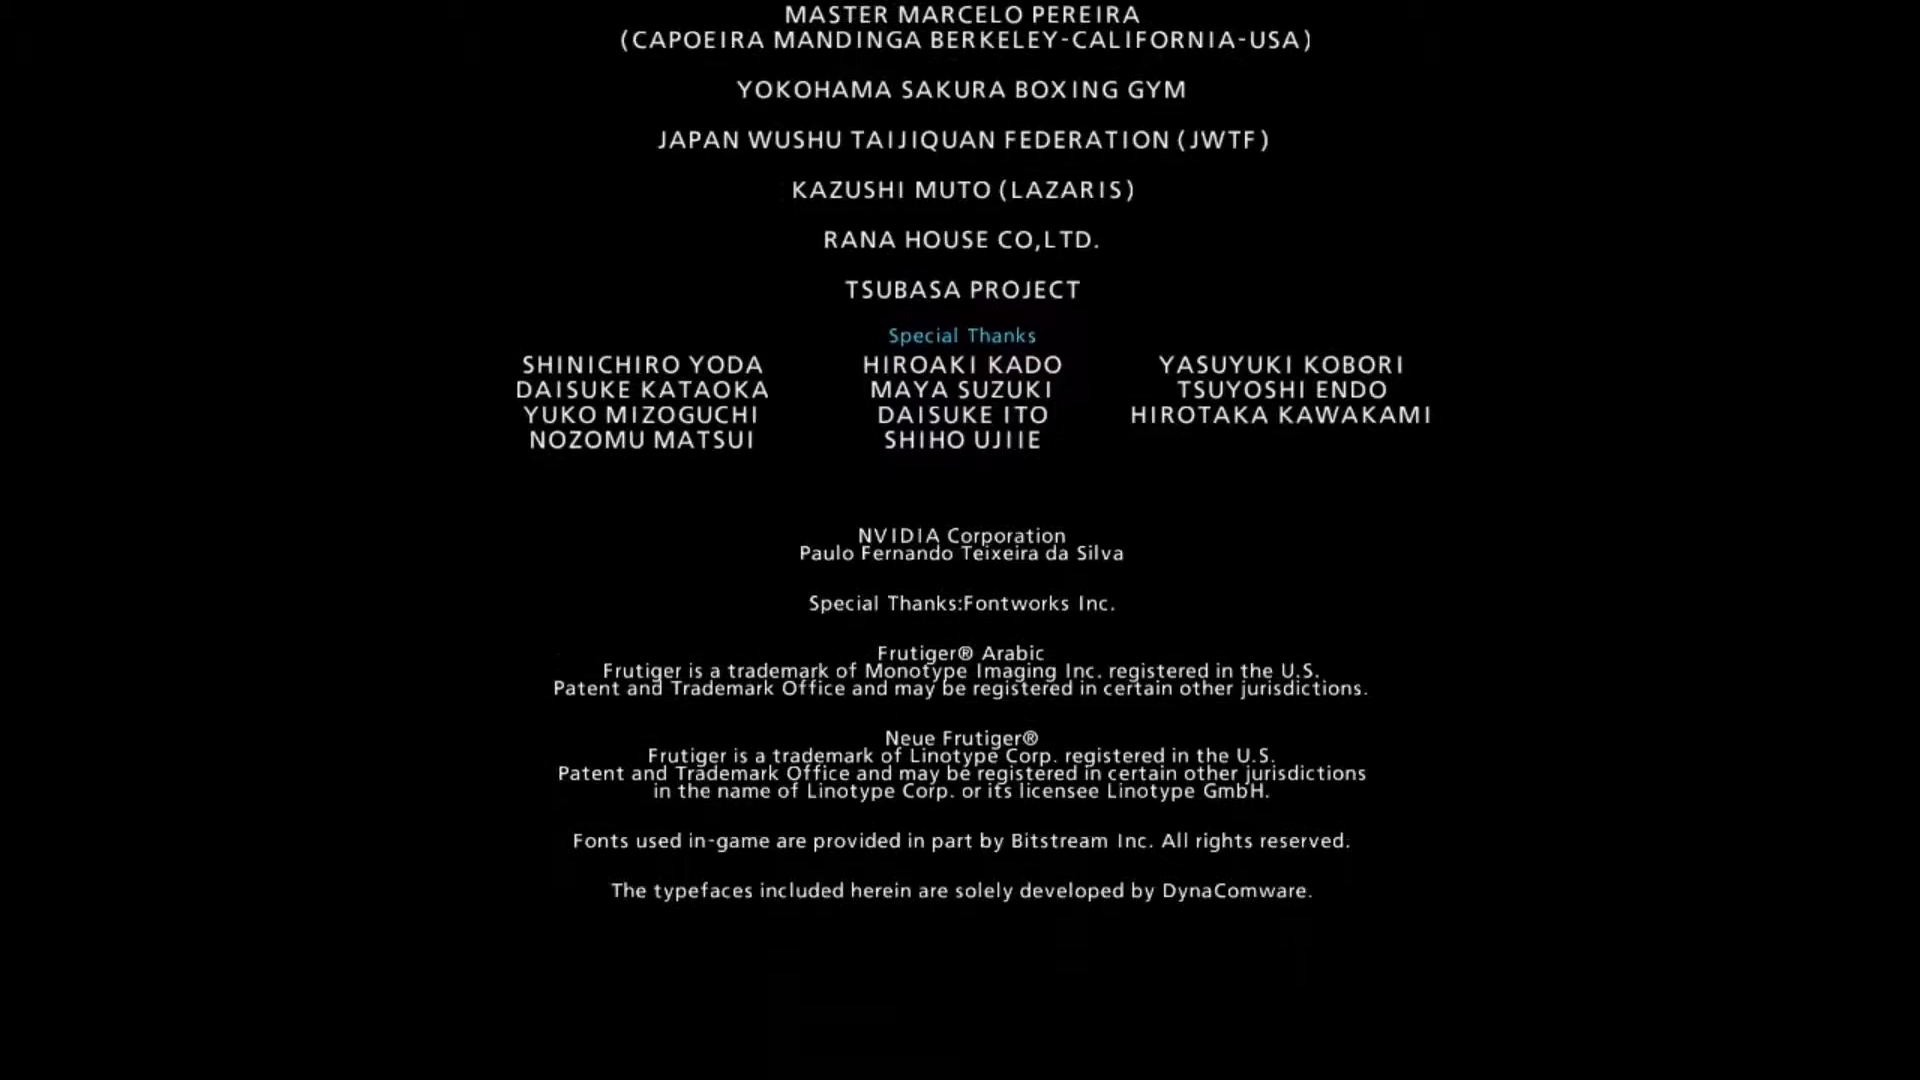 MASTER MARCELO PEREIRA
(CAPOEIRA MANDINGA BERKELEY-CALIFORNIA-USA)
YOKOHAMA SAKURA BOXING GYM
JAPAN WUSHU TAIJIQUAN FEDERATION (JWTF)
KAZUSHI MUTO (LAZARIS)
RANA HOUSE CO,LTD.
TSUBASA PROJECT
Special Thanks
SHINICHIRO YODA HIROAKI KADO YASUYUKI KOBORI
DAISUKE KATAOKA MAYA SUZUKI TSUYOSHI ENDO
YUKO MIZOGUCHI DAISUKE ITO HIROTAKA KAWAKAMI
NOZOMU MATSUI SHIHO UJIIE
NVIDIA Corporation
Paulo Fernando Teixeira da Silva
Special Thanks:Fontworks Inc.
Frutiger® Arabic
Frutiger is a trademark of Monotype Imaging Inc. registered in the U.S.
Patent and Trademark Office and may be registered in certain other jurisdictions.
Neue Frutiger®
Frutiger is a trademark of Linotype Corp. registered in the U.S.
Patent and Trademark Office and may be registered in certain other jurisdictions
in the name of Linotype Corp. or its licensee Linotype GmbH.
Fonts used in-game are provided in part by Bitstream Inc. All rights reserved.
The typefaces included herein are solely developed by DynaComware.